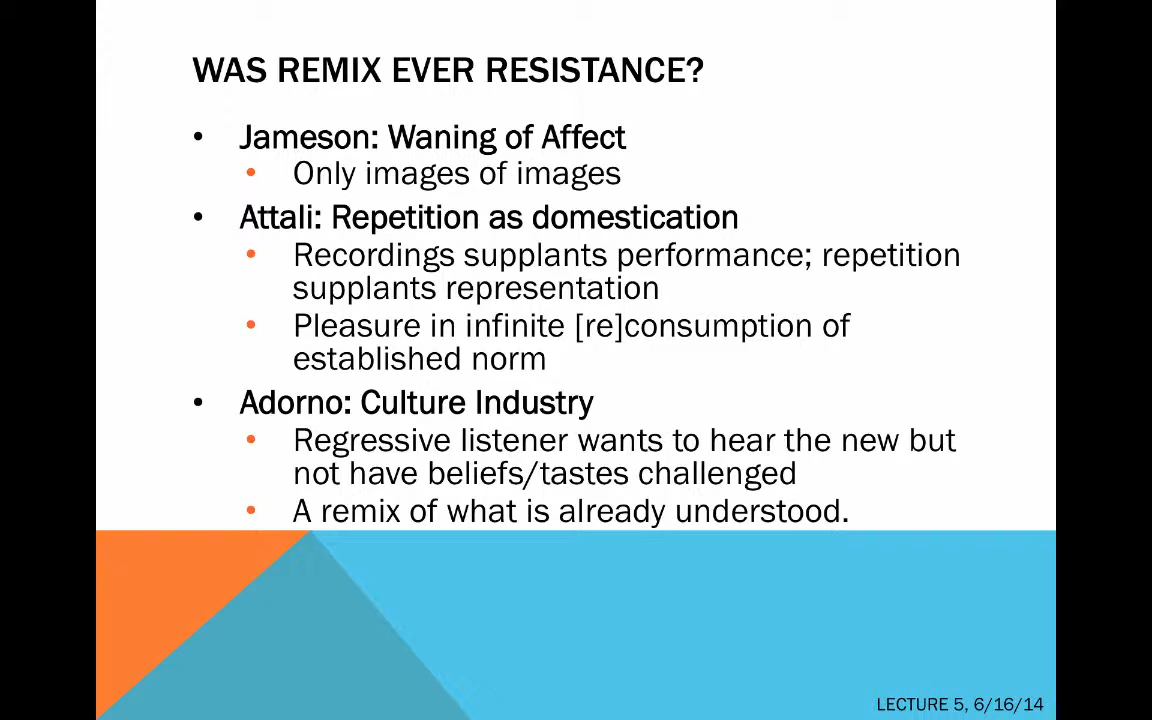 WAS REMIX EVER RESISTANCE?
• Jameson: Waning of Affect
• Only images of images
• Attali: Repetition as domestication
• Recordings supplants performance; repetition
supplants representation
• Pleasure in infinite [re]consumption of
established norm
• Adorno: Culture Industry
• Regressive listener wants to hear the new but
not have beliefs/tastes challenged
• A remix of what is already understood.
LECTURE 5, 6/16/14